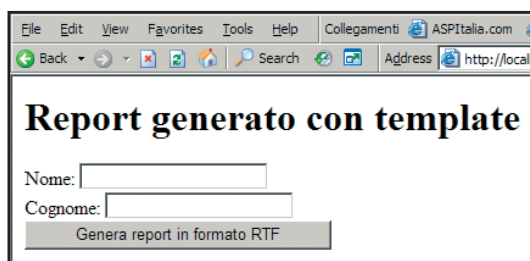 File Edit View Favorites Tools Help Collegamenti ASPItalia.com
Back Search Address http://local
Report generato con template
Nome:
Cognome:
Genera report in formato RTF